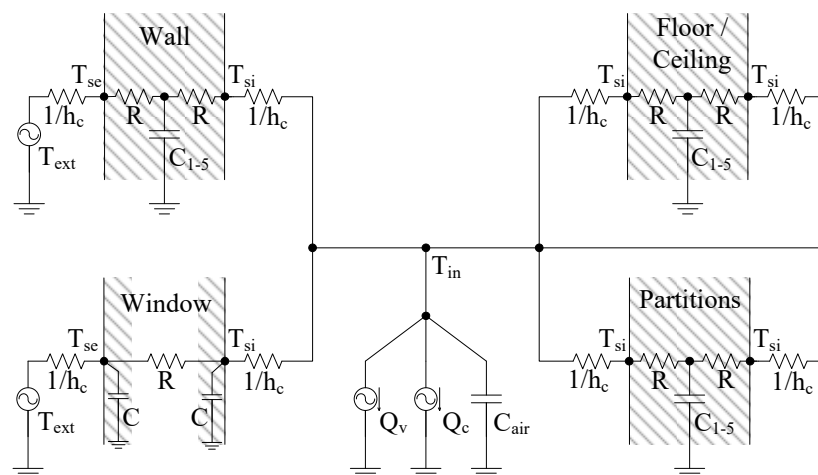 Wall
T_se
T_si
1/h_c
R
R
1/h_c
C_1-5
T_ext
Floor /
Ceiling
T_si
T_si
1/h_c
R
R
1/h_c
C_1-5
T_in
Window
T_se
T_si
1/h_c
R
1/h_c
C
C
T_ext
Q_v
Q_c
C_air
Partitions
T_si
T_si
1/h_c
R
R
1/h_c
C_1-5